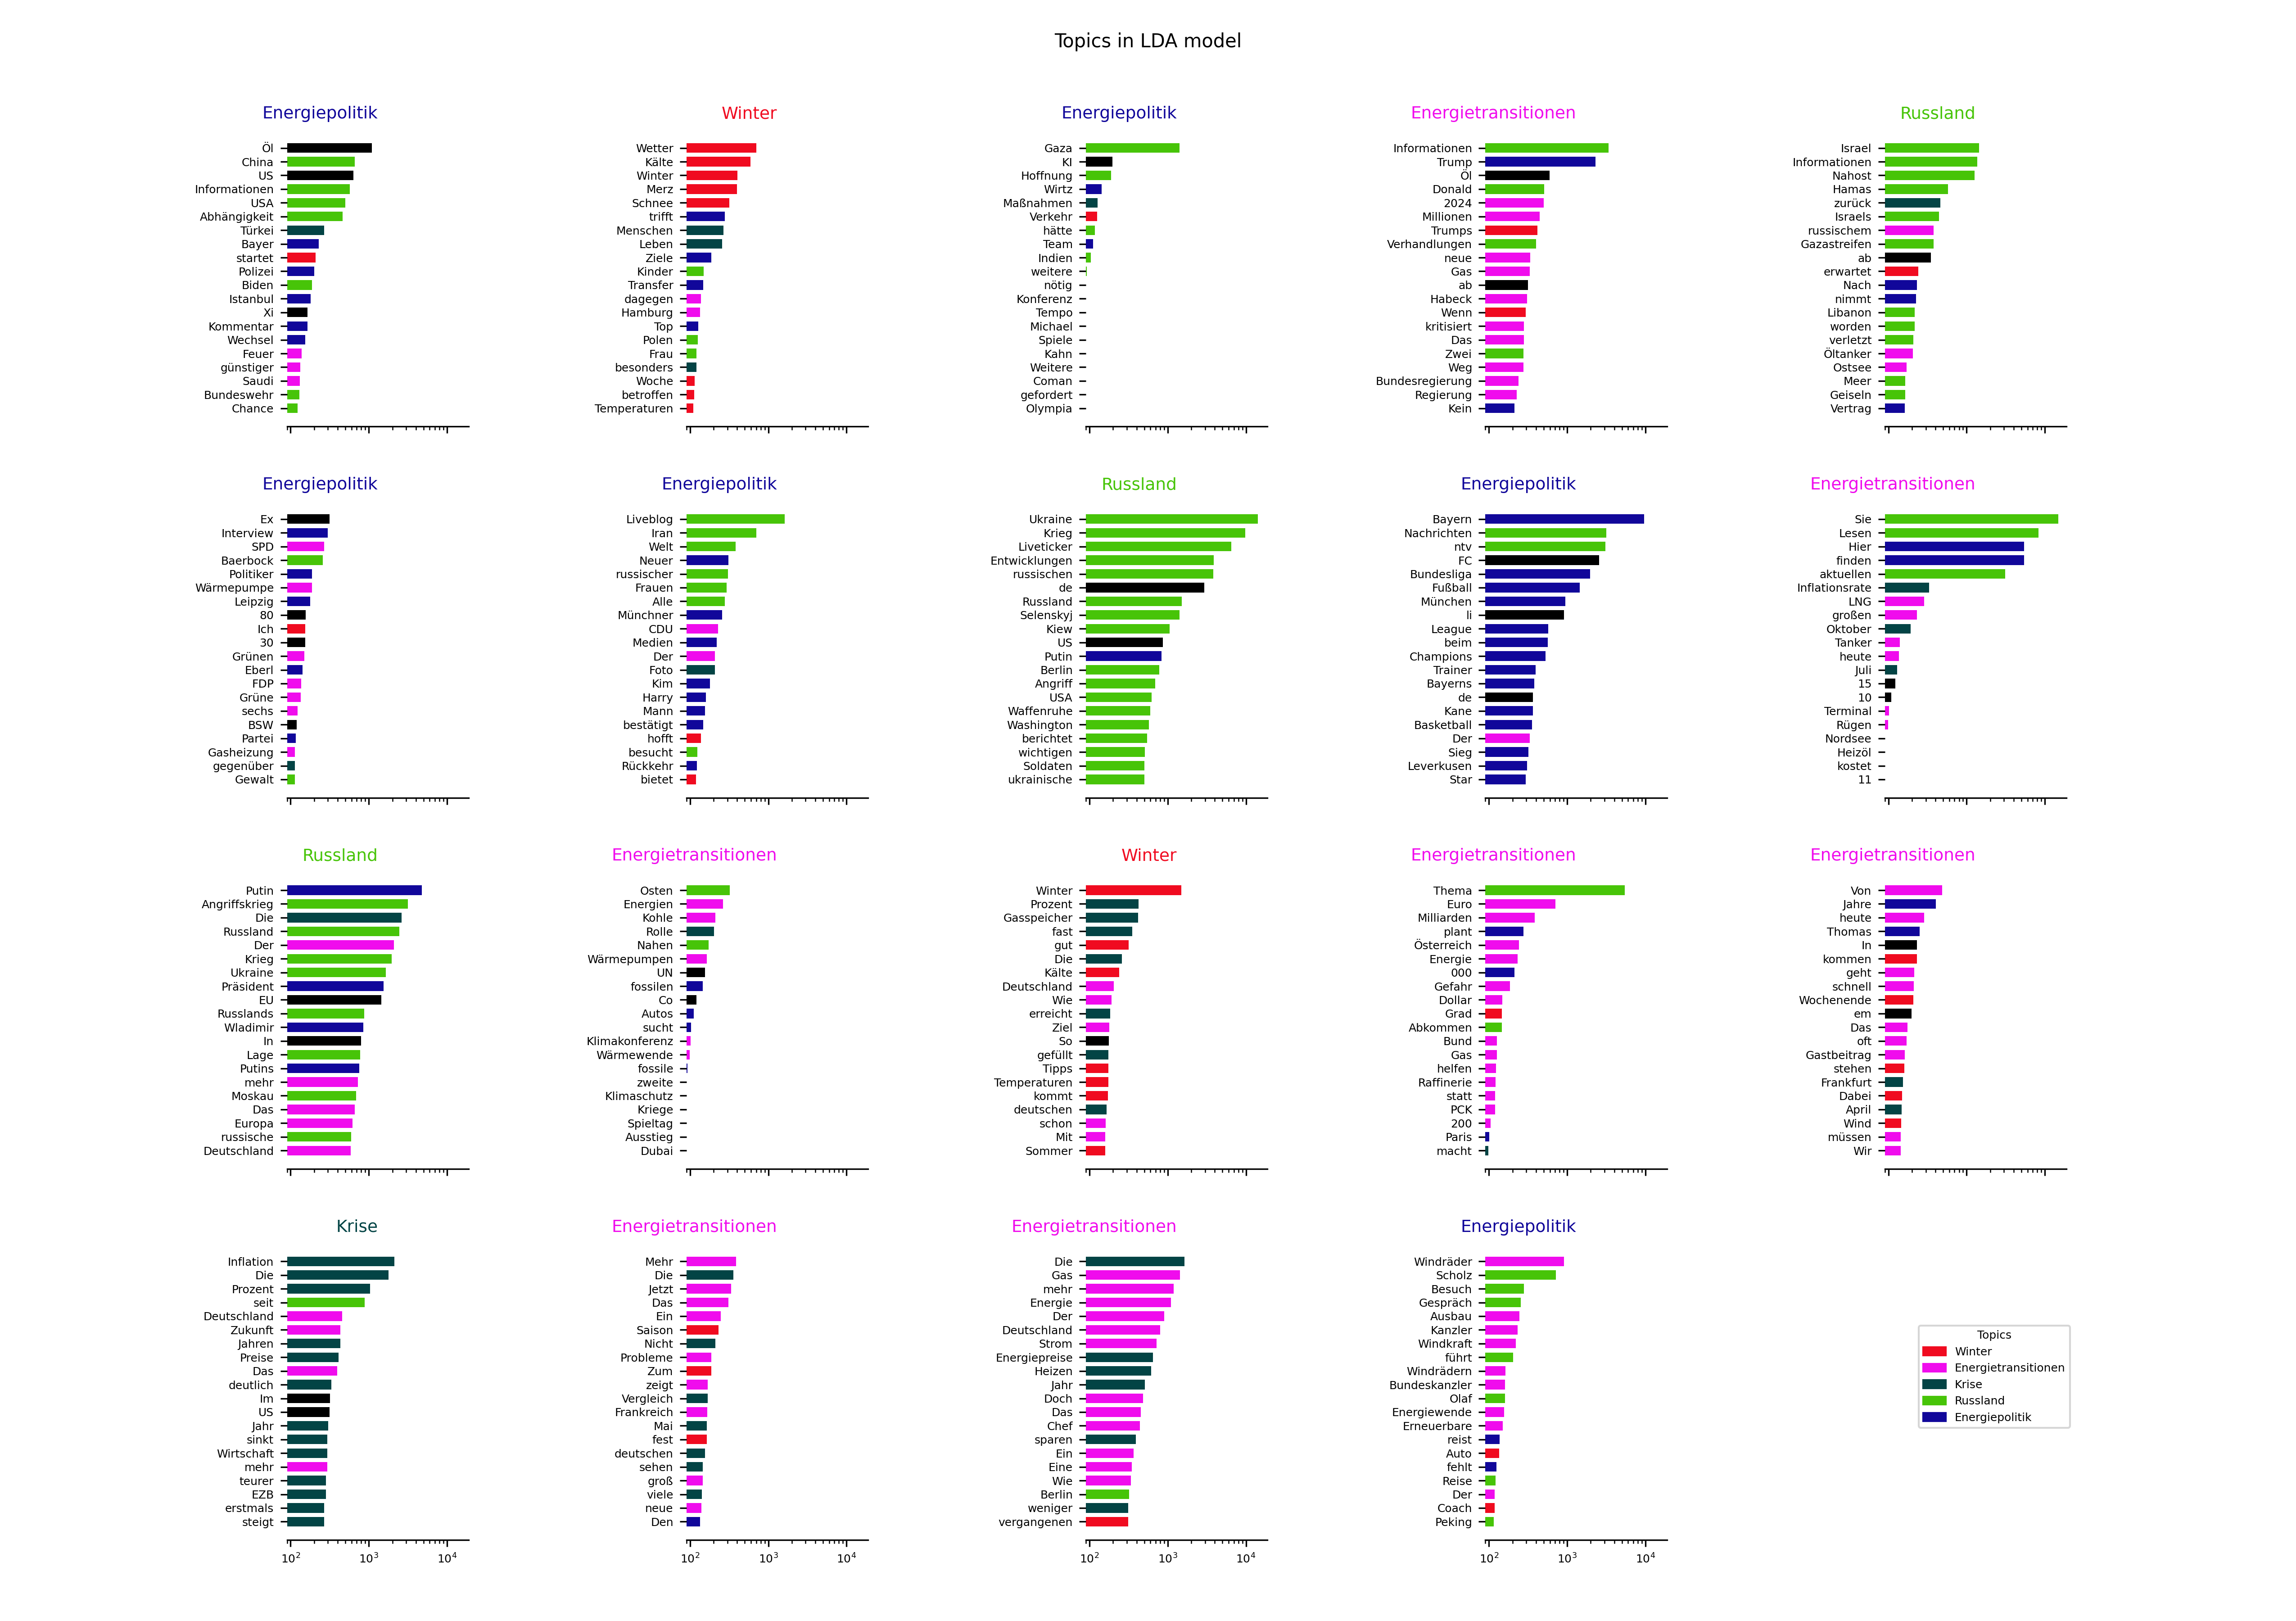 Topics in LDA model
Energiepolitik
Öl
China
US
Informationen
USA
Abhängigkeit
Türkei
Bayer
startet
Polizei
Biden
Istanbul
Xi
Kommentar
Wechsel
Feuer
günstiger
Saudi
Bundeswehr
Chance
Winter
Wetter
Kälte
Winter
Merz
Schnee
trifft
Menschen
Leben
Ziele
Kinder
Transfer
dagegen
Hamburg
Top
Polen
Frau
besonders
Woche
betroffen
Temperaturen
Energiepolitik
Gaza
KI
Hoffnung
Wirtz
Maßnahmen
Verkehr
hätte
Team
Indien
weitere
nötig
Konferenz
Tempo
Michael
Spiele
Kahn
Weitere
Coman
gefordert
Olympia
Energietransitionen
Informationen
Trump
Öl
Donald
2024
Millionen
Trumps
Verhandlungen
neue
Gas
ab
Habeck
Wenn
kritisiert
Das
Zwei
Weg
Bundesregierung
Regierung
Kein
Russland
Israel
Informationen
Nahost
Hamas
zurück
Israels
russischem
Gazastreifen
ab
erwartet
Nach
nimmt
Libanon
worden
verletzt
Öltanker
Ostsee
Meer
Geiseln
Vertrag
Energiepolitik
Ex
Interview
SPD
Baerbock
Politiker
Wärmepumpe
Leipzig
80
Ich
30
Grünen
Eberl
FDP
Grüne
sechs
BSW
Partei
Gasheizung
gegenüber
Gewalt
Energiepolitik
Liveblog
Iran
Welt
Neuer
russischer
Frauen
Alle
Münchner
CDU
Medien
Der
Foto
Kim
Harry
Mann
bestätigt
hofft
besucht
Rückkehr
bietet
Russland
Ukraine
Krieg
Liveticker
Entwicklungen
russischen
de
Russland
Selenskyj
Kiew
US
Putin
Berlin
Angriff
USA
Waffenruhe
Washington
berichtet
wichtigen
Soldaten
ukrainische
Energiepolitik
Bayern
Nachrichten
ntv
FC
Bundesliga
Fußball
München
li
League
beim
Champions
Trainer
Bayerns
de
Kane
Basketball
Der
Sieg
Leverkusen
Star
Energietransitionen
Sie
Lesen
Hier
finden
aktuellen
Inflationsrate
LNG
großen
Oktober
Tanker
heute
Juli
15
10
Terminal
Rügen
Nordsee
Heizöl
kostet
11
Russland
Putin
Angriffskrieg
Die
Russland
Der
Krieg
Ukraine
Präsident
EU
Russlands
Wladimir
In
Lage
Putins
mehr
Moskau
Das
Europa
russische
Deutschland
Energietransitionen
Osten
Energien
Kohle
Rolle
Nahen
Wärmepumpen
UN
fossilen
Co
Autos
sucht
Klimakonferenz
Wärmewende
fossile
zweite
Klimaschutz
Kriege
Spieltag
Ausstieg
Dubai
Winter
Winter
Prozent
Gasspeicher
fast
gut
Die
Kälte
Deutschland
Wie
erreicht
Ziel
So
gefüllt
Tipps
Temperaturen
kommt
deutschen
schon
Mit
Sommer
Energietransitionen
Thema
Euro
Milliarden
plant
Österreich
Energie
000
Gefahr
Dollar
Grad
Abkommen
Bund
Gas
helfen
Raffinerie
statt
PCK
200
Paris
macht
Energietransitionen
Von
Jahre
heute
Thomas
In
kommen
geht
schnell
Wochenende
em
Das
oft
Gastbeitrag
stehen
Frankfurt
Dabei
April
Wind
müssen
Wir
Krise
Inflation
Die
Prozent
seit
Deutschland
Zukunft
Jahren
Preise
Das
deutlich
Im
US
Jahr
sinkt
Wirtschaft
mehr
teurer
EZB
erstmals
steigt
10² 10³ 10⁴
Energietransitionen
Mehr
Die
Jetzt
Das
Ein
Saison
Nicht
Probleme
Zum
zeigt
Vergleich
Frankreich
Mai
fest
deutschen
sehen
groß
viele
neue
Den
10² 10³ 10⁴
Energietransitionen
Die
Gas
mehr
Energie
Der
Deutschland
Strom
Energiepreise
Heizen
Jahr
Doch
Das
Chef
sparen
Ein
Eine
Wie
Berlin
weniger
vergangenen
10² 10³ 10⁴
Energiepolitik
Windräder
Scholz
Besuch
Gespräch
Ausbau
Kanzler
Windkraft
führt
Windrädern
Bundeskanzler
Olaf
Energiewende
Erneuerbare
reist
Auto
fehlt
Reise
Der
Coach
Peking
10² 10³ 10⁴
Topics
Winter
Energietransitionen
Krise
Russland
Energiepolitik